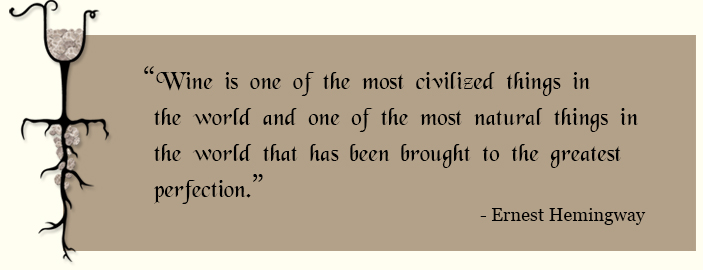 “Wine is one of the most civilized things in
the world and one of the most natural things in
the world that has been brought to the greatest
perfection.”
- Ernest Hemingway